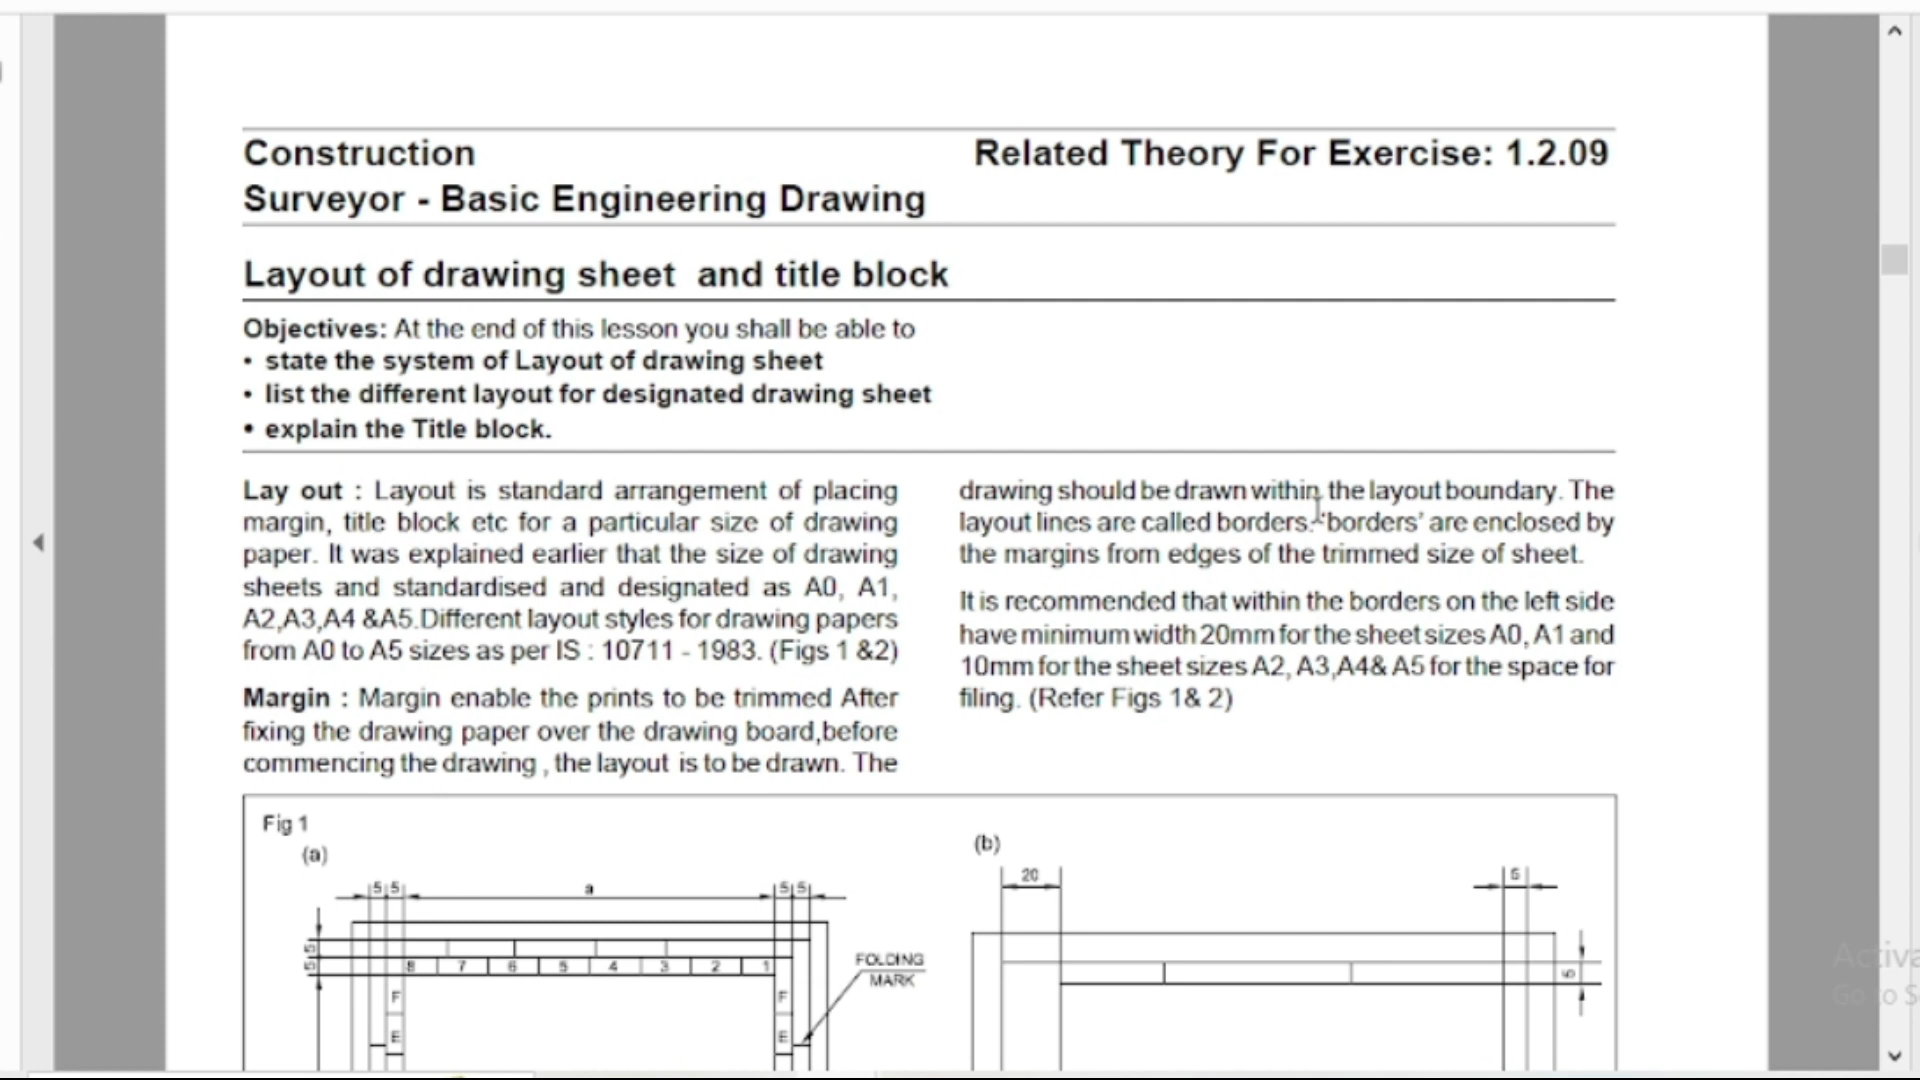 Construction
Related Theory For Exercise: 1.2.09
Surveyor - Basic Engineering Drawing
Layout of drawing sheet and title block
Objectives: At the end of this lesson you shall be able to
• state the system of Layout of drawing sheet
• list the different layout for designated drawing sheet
• explain the Title block.
Lay out : Layout is standard arrangement of placing
margin, title block etc for a particular size of drawing
paper. It was explained earlier that the size of drawing
sheets and standardised and designated as A0, A1,
A2,A3,A4 &A5.Different layout styles for drawing papers
from A0 to A5 sizes as per IS : 10711 - 1983. (Figs 1 &2)
Margin : Margin enable the prints to be trimmed After
fixing the drawing paper over the drawing board,before
commencing the drawing , the layout is to be drawn. The
drawing should be drawn within the layout boundary. The
layout lines are called borders. 'borders' are enclosed by
the margins from edges of the trimmed size of sheet.
It is recommended that within the borders on the left side
have minimum width 20mm for the sheet sizes A0, A1 and
10mm for the sheet sizes A2, A3,A4& A5 for the space for
filing. (Refer Figs 1& 2)
Fig 1
(a)
5 5 a 5 5
5
5
8 7 6 5 4 3 2 1
F F
E E
FOLDING
MARK
(b)
20
Activa
Go to S